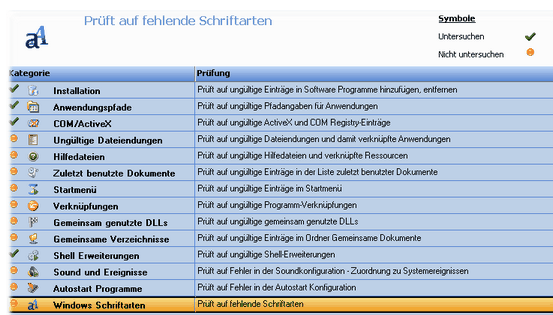 Prüft auf fehlende Schriftarten
Symbole
Untersuchen
Nicht untersuchen
Kategorie Prüfung
Installation Prüft auf ungültige Einträge in Software Programme hinzufügen, entfernen
Anwendungspfade Prüft auf ungültige Pfadangaben für Anwendungen
COM/ActiveX Prüft auf ungültige ActiveX und COM Registry-Einträge
Ungültige Dateiendungen Prüft auf ungültige Dateiendungen und damit verknüpfte Anwendungen
Hilfedateien Prüft auf ungültige Hilfedateien und verknüpfte Ressourcen
Zuletzt benutzte Dokumente Prüft auf ungültige Einträge in der Liste zuletzt benutzter Dokumente
Startmenü Prüft auf ungültige Einträge im Startmenü
Verknüpfungen Prüft auf ungültige Programm-Verknüpfungen
Gemeinsam genutzte DLLs Prüft auf ungültige gemeinsam genutzte DLLs
Gemeinsame Verzeichnisse Prüft auf ungültige Einträge im Ordner Gemeinsame Dokumente
Shell Erweiterungen Prüft auf ungültige Shell-Erweiterungen
Sound und Ereignisse Prüft auf Fehler in der Soundkonfiguration - Zuordnung zu Systemereignissen
Autostart Programme Prüft auf Fehler in der Autostart Konfiguration
Windows Schriftarten Prüft auf fehlende Schriftarten